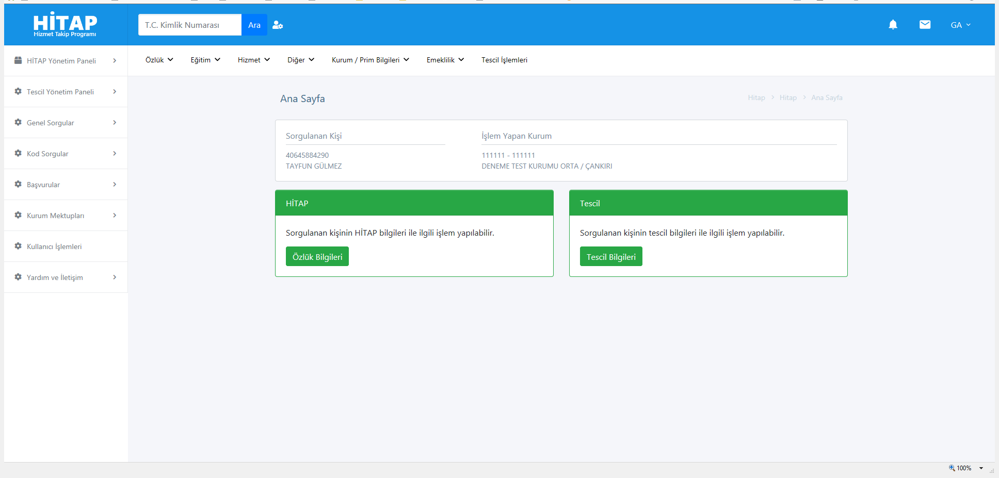 HİTAP
Hizmet Takip Programı
T.C. Kimlik Numarası Ara
GA
HİTAP Yönetim Paneli
Tescil Yönetim Paneli
Genel Sorgular
Kod Sorgular
Başvurular
Kurum Mektupları
Kullanıcı İşlemleri
Yardım ve İletişim
Özlük Eğitim Hizmet Diğer Kurum / Prim Bilgileri Emeklilik Tescil İşlemleri
Ana Sayfa
Hitap > Hitap > Ana Sayfa
Sorgulanan Kişi
40645884290
TAYFUN GÜLMEZ
İşlem Yapan Kurum
111111 - 111111
DENEME TEST KURUMU ORTA / ÇANKIRI
HİTAP
Sorgulanan kişinin HİTAP bilgileri ile ilgili işlem yapılabilir.
Özlük Bilgileri
Tescil
Sorgulanan kişinin tescil bilgileri ile ilgili işlem yapılabilir.
Tescil Bilgileri
100%